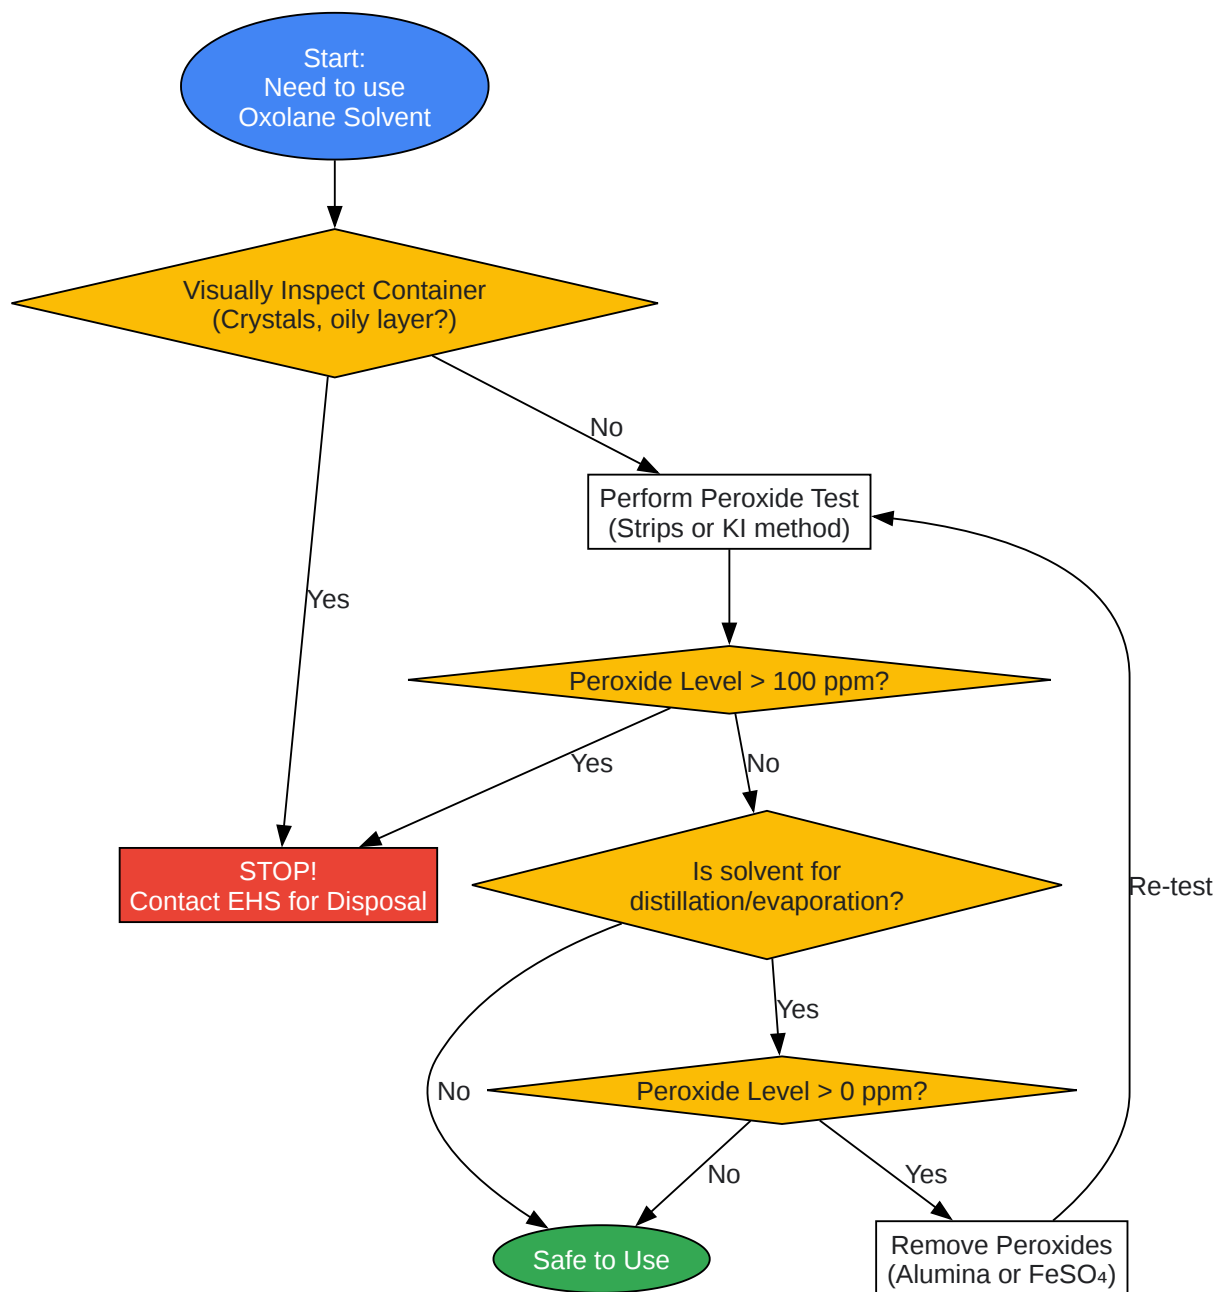 Start:
Need to use
Oxolane Solvent
Visually Inspect Container
(Crystals, oily layer?)
No
Perform Peroxide Test
(Strips or KI method)
Yes
Peroxide Level > 100 ppm?
Yes
No
STOP!
Contact EHS for Disposal
Is solvent for
distillation/evaporation?
Re-test
Yes
No
Peroxide Level > 0 ppm?
No
Yes
Safe to Use
Remove Peroxides
(Alumina or FeSO₄)